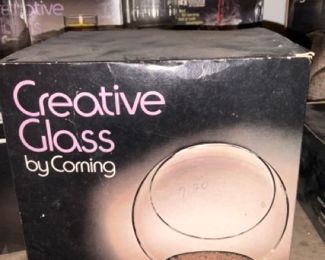 Creative
Glass
by Corning